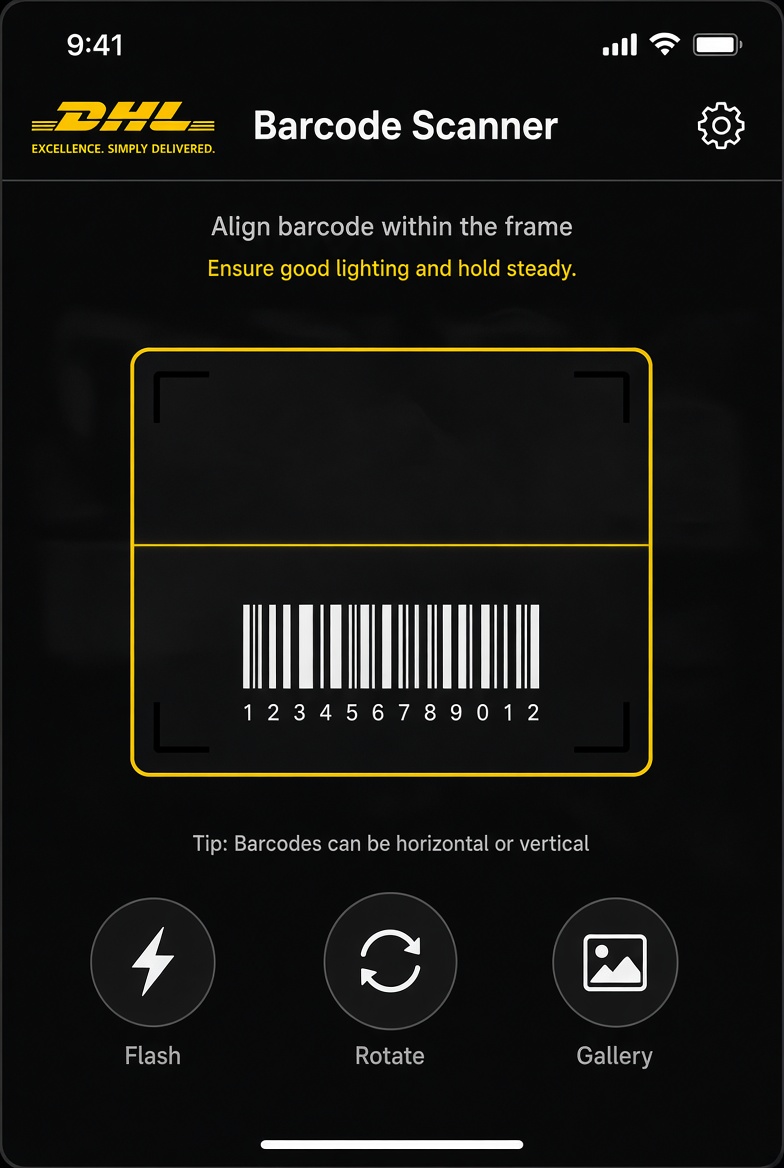 9:41
DHL
EXCELLENCE. SIMPLY DELIVERED.
Barcode Scanner
Align barcode within the frame
Ensure good lighting and hold steady.
1 2 3 4 5 6 7 8 9 0 1 2
Tip: Barcodes can be horizontal or vertical
Flash
Rotate
Gallery